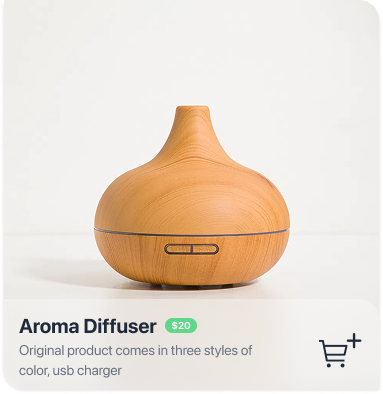 Aroma Diffuser $20
Original product comes in three styles of
color, usb charger